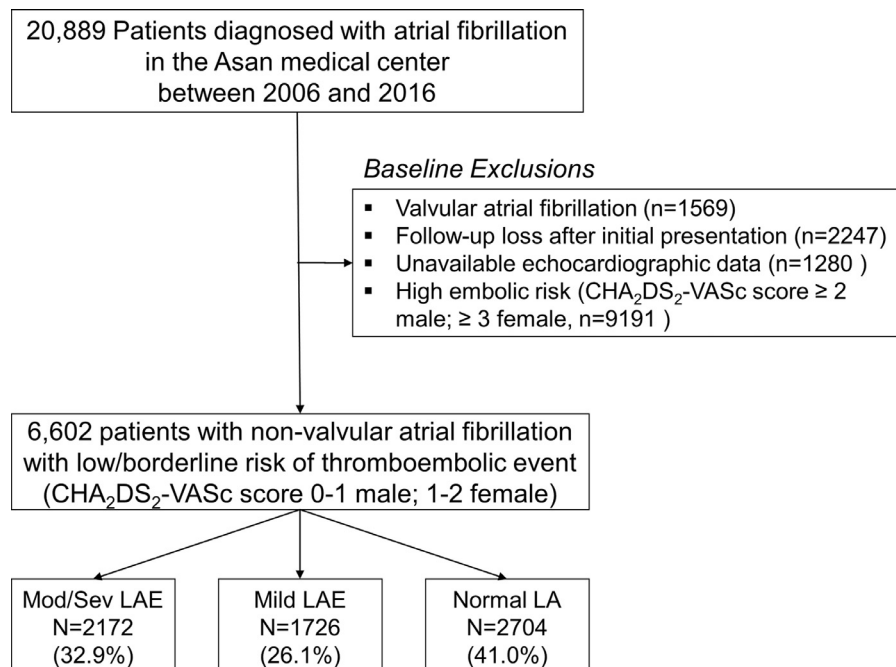 20,889 Patients diagnosed with atrial fibrillation
in the Asan medical center
between 2006 and 2016
Baseline Exclusions
▪ Valvular atrial fibrillation (n=1569)
▪ Follow-up loss after initial presentation (n=2247)
▪ Unavailable echocardiographic data (n=1280 )
▪ High embolic risk (CHA₂DS₂-VASc score ≥ 2
male; ≥ 3 female, n=9191 )
6,602 patients with non-valvular atrial fibrillation
with low/borderline risk of thromboembolic event
(CHA₂DS₂-VASc score 0-1 male; 1-2 female)
Mod/Sev LAE
N=2172
(32.9%)
Mild LAE
N=1726
(26.1%)
Normal LA
N=2704
(41.0%)